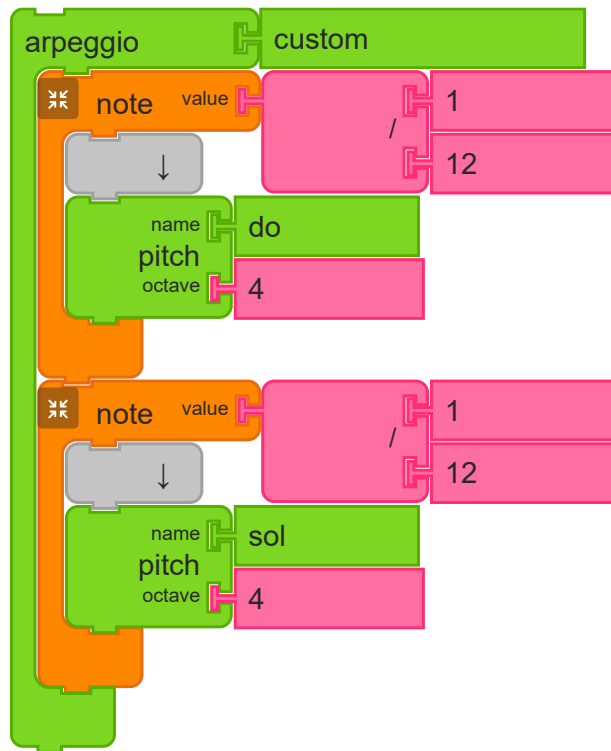 arpeggio custom
note value 1
/
12
↓
name do
pitch
octave 4
note value 1
/
12
↓
name sol
pitch
octave 4